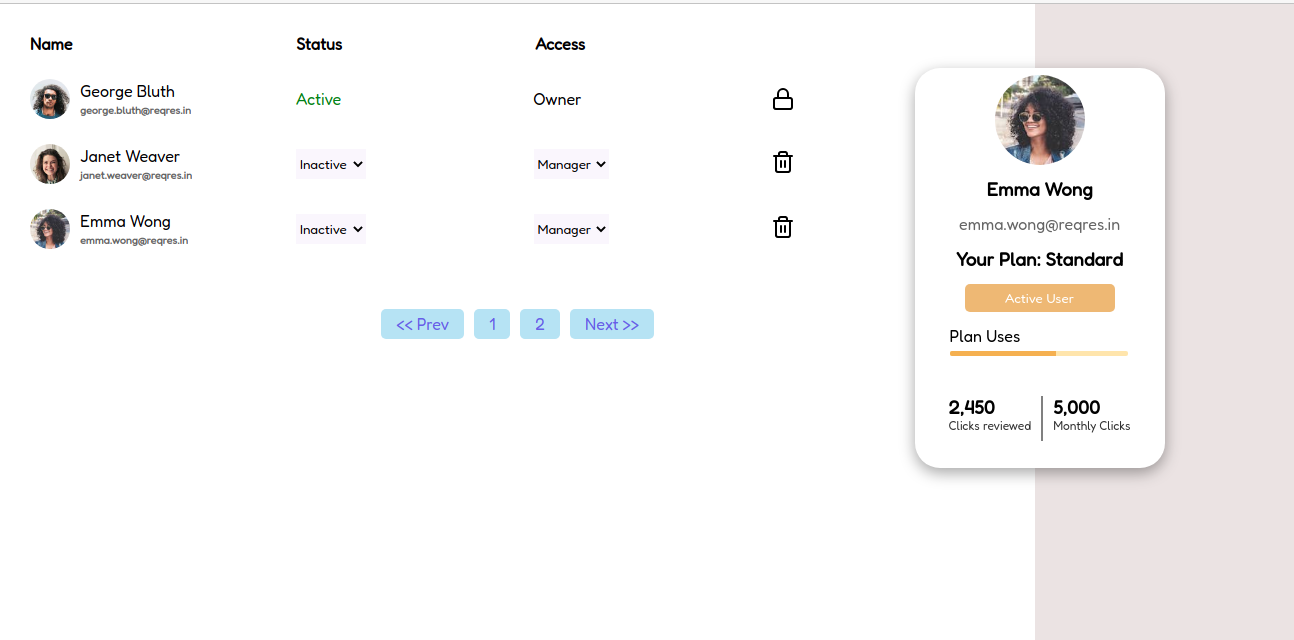 Name Status Access
George Bluth
george.bluth@reqres.in
Active Owner
Janet Weaver
janet.weaver@reqres.in
Inactive Manager
Emma Wong
emma.wong@reqres.in
Inactive Manager
<< Prev 1 2 Next >>
Emma Wong
emma.wong@reqres.in
Your Plan: Standard
Active User
Plan Uses
2,450 5,000
Clicks reviewed Monthly Clicks